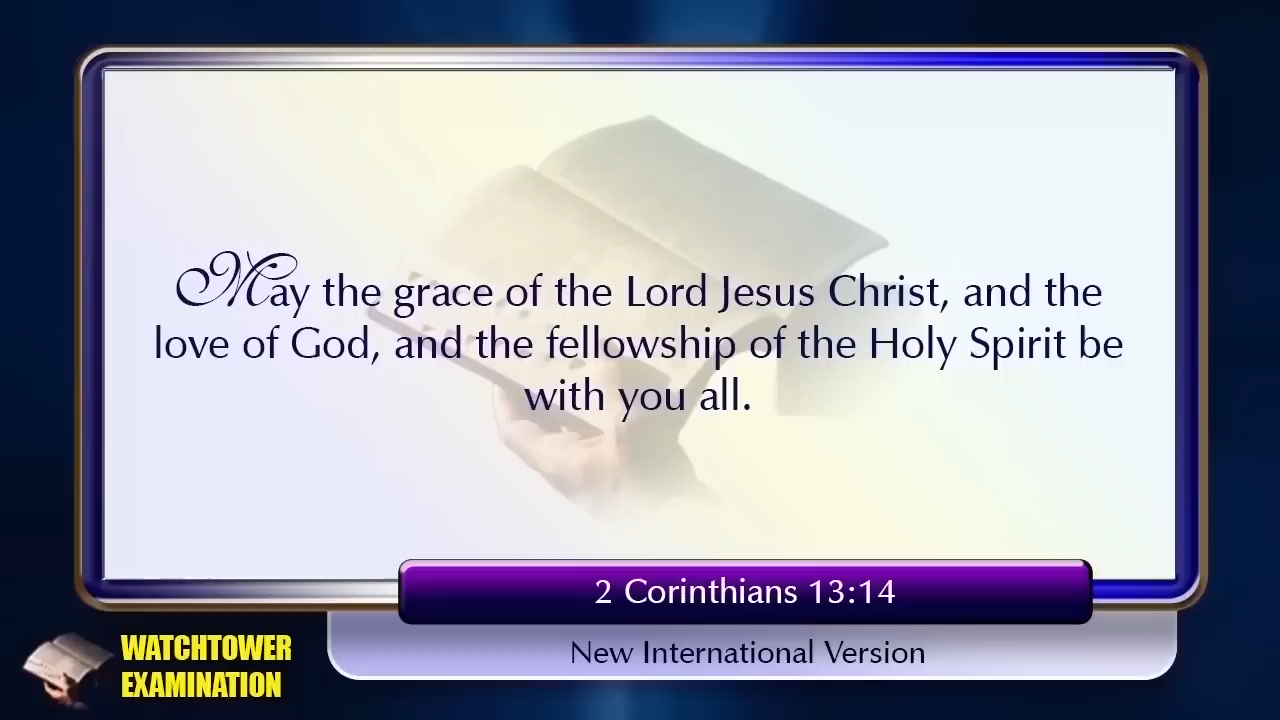 May the grace of the Lord Jesus Christ, and the
love of God, and the fellowship of the Holy Spirit be
with you all.
2 Corinthians 13:14
New International Version
WATCHTOWER
EXAMINATION